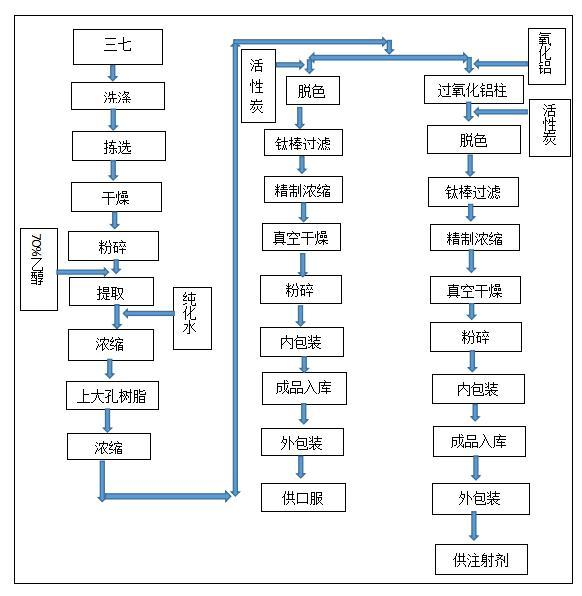 三七
洗涤
拣选
干燥
粉碎
70%乙醇
提取
纯化水
浓缩
上大孔树脂
浓缩
活性炭
脱色
钛棒过滤
精制浓缩
真空干燥
粉碎
内包装
成品入库
外包装
供口服
氧化铝
过氧化铝柱
活性炭
脱色
钛棒过滤
精制浓缩
真空干燥
粉碎
内包装
成品入库
外包装
供注射剂